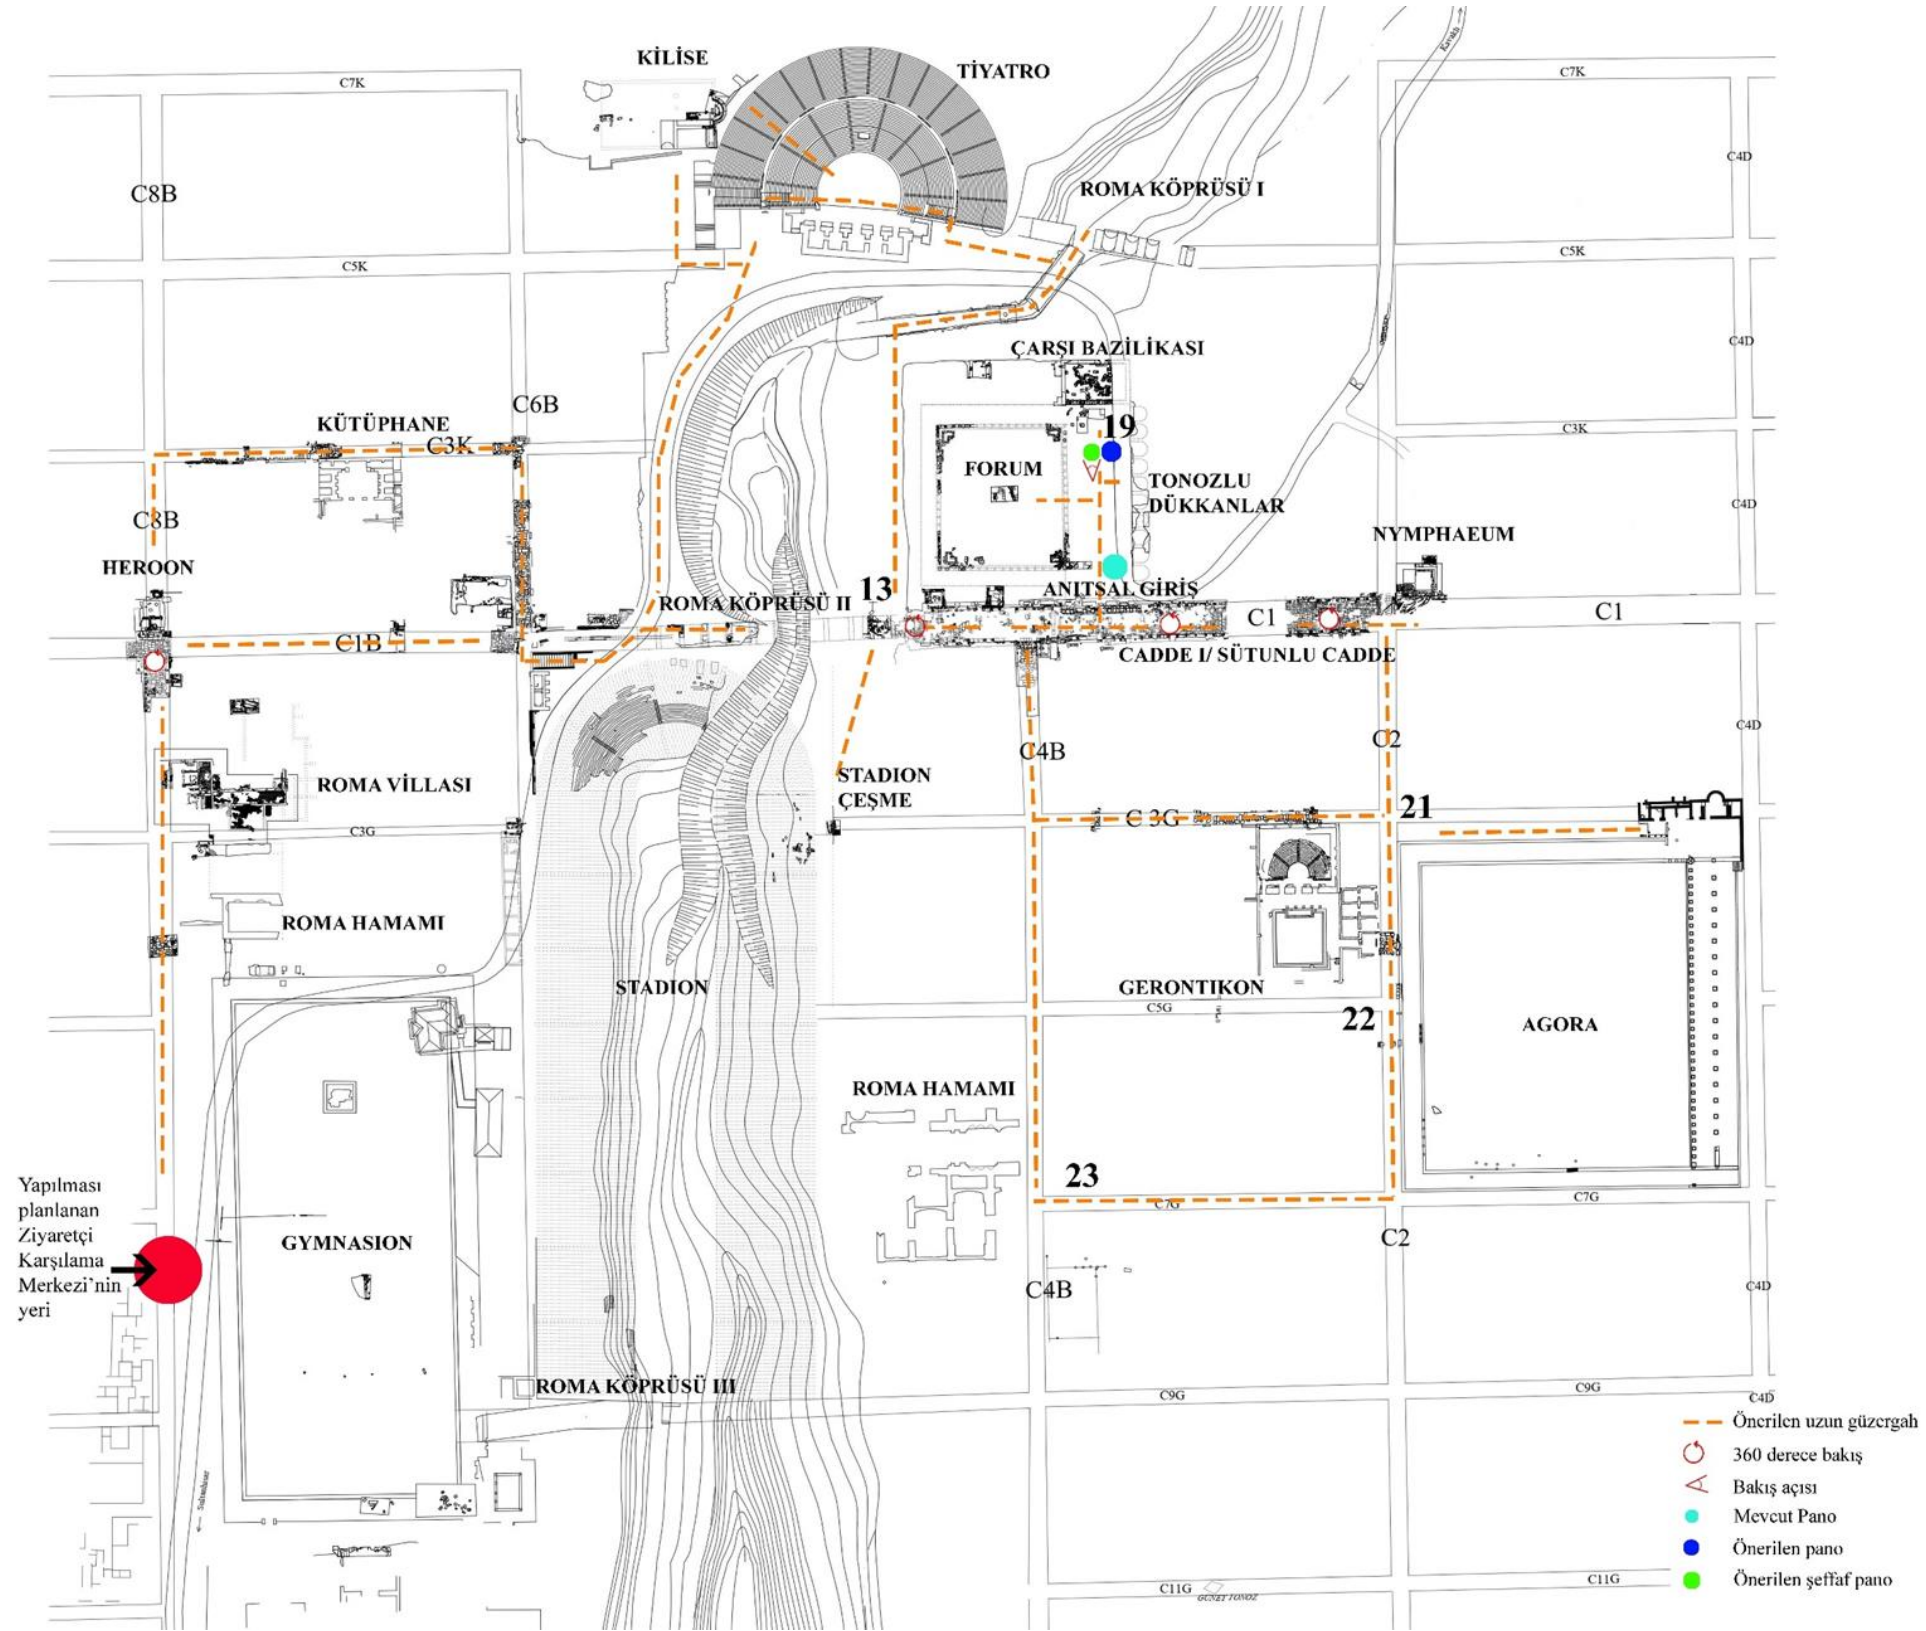 KİLİSE
TİYATRO
Kavaklı
C7K
C7K
C4D
C8B
ROMA KÖPRÜSÜ I
C5K
C5K
C4D
ÇARŞI BAZİLİKASI
C6B
KÜTÜPHANE
C3K
19
C3K
FORUM
TONOZLU
DÜKKANLAR
C4D
C8B
NYMPHAEUM
HEROON
13
ANITSAL GİRİŞ
ROMA KÖPRÜSÜ II
C1
C1
C1B
CADDE I/ SÜTUNLU CADDE
C4D
C4B
C2
STADION
ÇEŞME
ROMA VİLLASI
21
C3G
C 3G
ROMA HAMAMI
STADION
GERONTIKON
C5G
22
AGORA
ROMA HAMAMI
23
C7G
C7G
Yapılması
planlanan
Ziyaretçi
Karşılama
Merkezi’nin
yeri
GYMNASION
C2
C4B
C4D
ROMA KÖPRÜSÜ III
C9G
C9G
C4D
Önerilen uzun güzergah
360 derece bakış
Bakış açısı
Mevcut Pano
Önerilen pano
Önerilen şeffaf pano
C11G
C11G